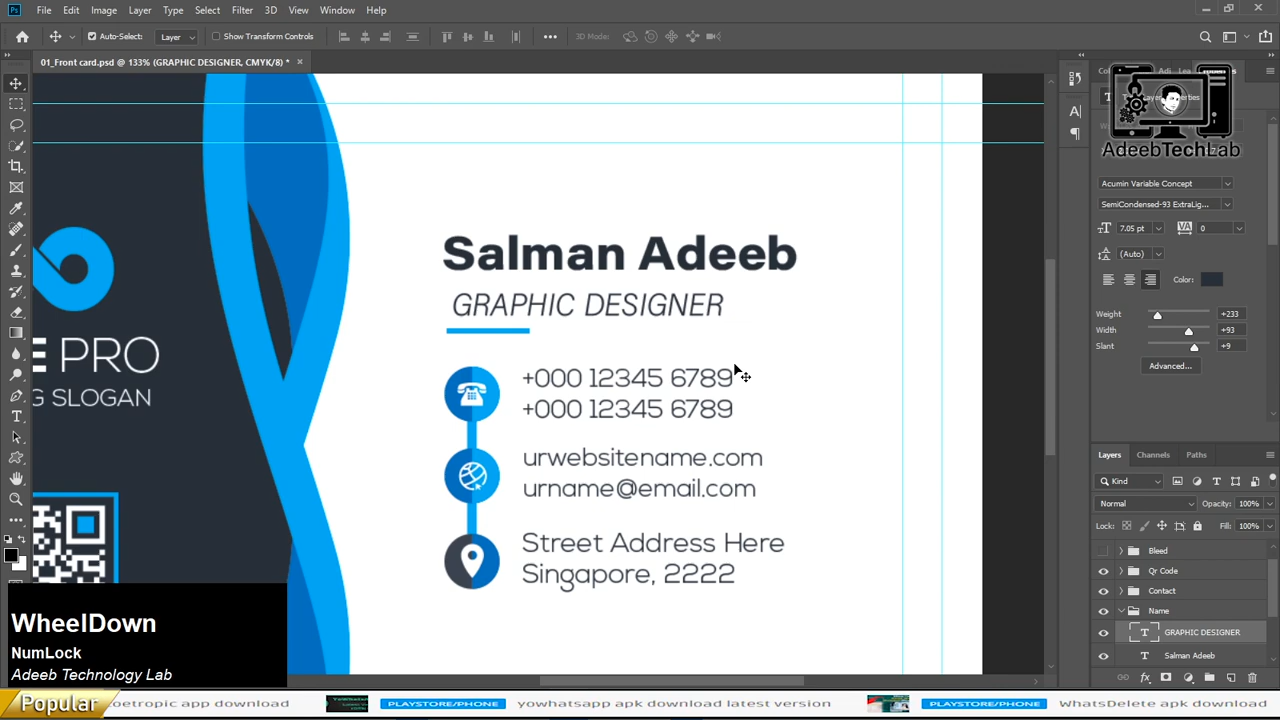 Ps File Edit Image Layer Type Select Filter 3D View Window Help
Auto-Select: Layer Show Transform Controls ••• 3D Mode:
01_Front card.psd @ 133% (GRAPHIC DESIGNER, CMYK/8) * ×
AdeebTechLab
Acumin Variable Concept
SemiCondensed-93 ExtraLig...
7.05 pt VA 0
(Auto)
Color:
Weight +233
Width +93
Slant +9
Advanced...
Salman Adeeb
GRAPHIC DESIGNER
+000 12345 6789
+000 12345 6789
urwebsitename.com
urname@email.com
Street Address Here
Singapore, 2222
E PRO
G SLOGAN
Layers Channels Paths
Kind
Normal Opacity: 100%
Lock: Fill: 100%
Bleed
Qr Code
Contact
Name
T GRAPHIC DESIGNER
T Salman Adeeb
WheelDown
NumLock
Adeeb Technology Lab
Popular oetropic app download PLAYSTORE/PHONE yowhatsapp apk download latest version PLAYSTORE/PHONE WhatsDelete apk download